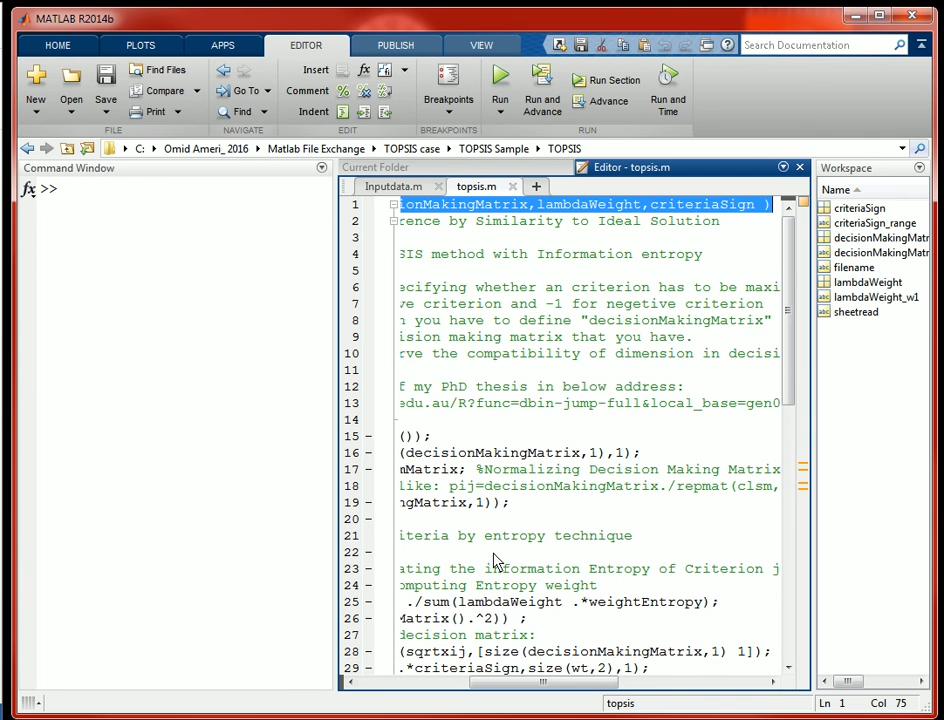 MATLAB R2014b
HOME PLOTS APPS EDITOR PUBLISH VIEW Search Documentation
New Open Save Find Files Compare Print
Go To Find
Insert Comment Indent
Breakpoints
Run Run and Advance Run Section Advance Run and Time
FILE NAVIGATE EDIT BREAKPOINTS RUN
C: Omid Ameri_ 2016 Matlab File Exchange TOPSIS case TOPSIS Sample TOPSIS
Command Window
fx >>
Current Folder Editor - topsis.m
Inputdata.m topsis.m
1 ionMakingMatrix,lambdaWeight,criteriaSign )
2 rence by Similarity to Ideal Solution
3
4 SIS method with Information entropy
5
6 ecifying whether an criterion has to be maxi
7 ve criterion and -1 for negetive criterion
8 n you have to define "decisionMakingMatrix"
9 ision making matrix that you have.
10 rve the compatibility of dimension in decisi
11
12 f my PhD thesis in below address:
13 edu.au/R?func=dbin-jump-full&local_base=gen0
14
15 ());
16 (decisionMakingMatrix,1),1);
17 mMatrix; %Normalizing Decision Making Matrix
18 like: pij=decisionMakingMatrix./repmat(clsm,
19 ngMatrix,1));
20
21 iteria by entropy technique
22
23 ating the information Entropy of Criterion j
24 omputing Entropy weight
25 ./sum(lambdaWeight .*weightEntropy);
26 Matrix().^2)) ;
27 decision matrix:
28 (sqrtxij,[size(decisionMakingMatrix,1) 1]);
29 .*criteriaSign,size(wt,2),1);
Workspace
Name
criteriaSign
criteriaSign_range
decisionMakingMatr
decisionMakingMatr
filename
lambdaWeight
lambdaWeight_w1
sheetread
topsis Ln 1 Col 75